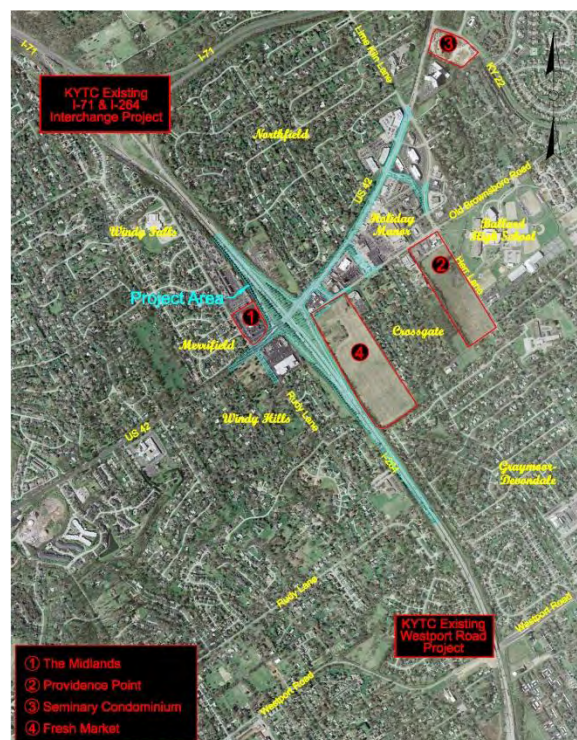 I-71
I-71
Lime Kiln Lane
3
KY 22
KYTC Existing
I-71 & I-264
Interchange Project
Northfield
US 42
Old Brownsboro Road
Windy Falls
Holiday
Manor
Ballard
High School
2
Herr Lane
Project Area
1
Merrifield
Crossgate
4
Windy Hills
Rudy Lane
US 42
I-264
Graymoor-
Devondale
Rudy Lane
Westport Road
KYTC Existing
Westport Road
Project
Westport Road
1 The Midlands
2 Providence Point
3 Seminary Condominium
4 Fresh Market